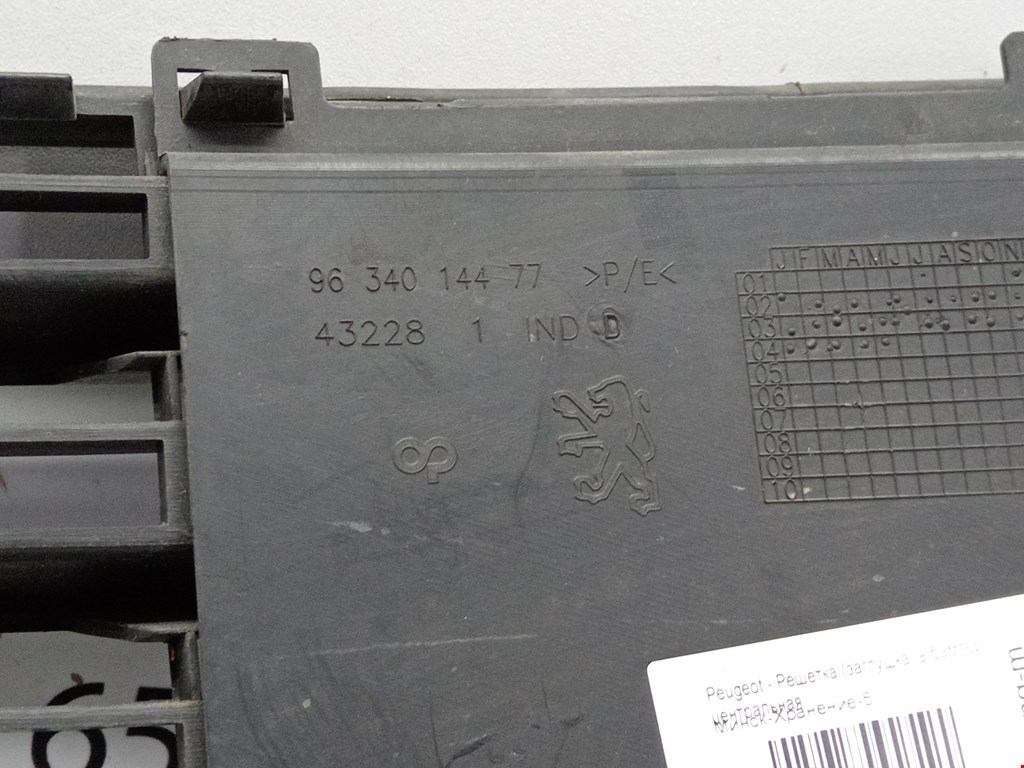 96 340 144 77 >P/E<
43228 1 IND D
J F M A M J J A S O N
01
02
03
04
05
06
07
08
09
10
Peugeot - Решетка (заглушка) в бампер
центральная
Минск-Хранение-5